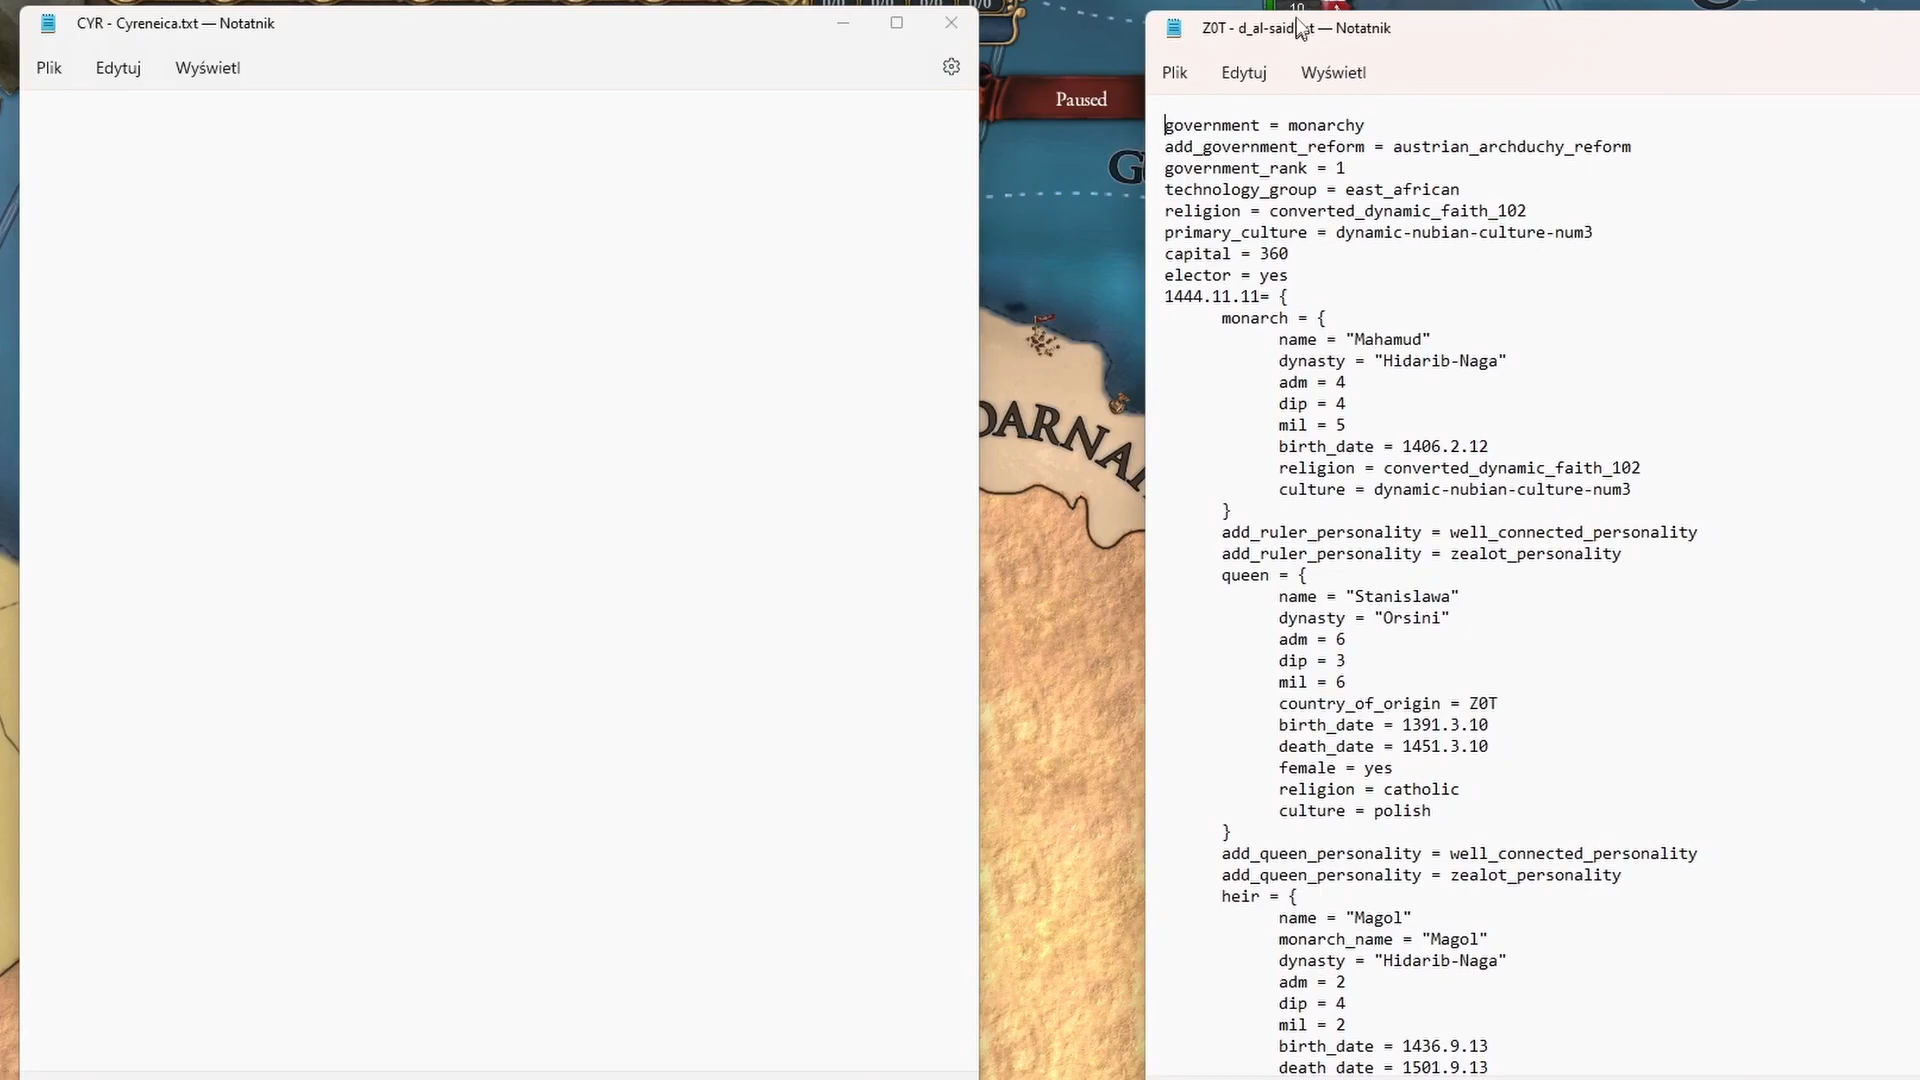 CYR - Cyreneica.txt — Notatnik
Plik Edytuj Wyświetl
Paused
DARNA
Z0T - d_al-said — Notatnik
Plik Edytuj Wyświetl
government = monarchy
add_government_reform = austrian_archduchy_reform
government_rank = 1
technology_group = east_african
religion = converted_dynamic_faith_102
primary_culture = dynamic-nubian-culture-num3
capital = 360
elector = yes
1444.11.11= {
monarch = {
name = "Mahamud"
dynasty = "Hidarib-Naga"
adm = 4
dip = 4
mil = 5
birth_date = 1406.2.12
religion = converted_dynamic_faith_102
culture = dynamic-nubian-culture-num3
}
add_ruler_personality = well_connected_personality
add_ruler_personality = zealot_personality
queen = {
name = "Stanislawa"
dynasty = "Orsini"
adm = 6
dip = 3
mil = 6
country_of_origin = Z0T
birth_date = 1391.3.10
death_date = 1451.3.10
female = yes
religion = catholic
culture = polish
}
add_queen_personality = well_connected_personality
add_queen_personality = zealot_personality
heir = {
name = "Magol"
monarch_name = "Magol"
dynasty = "Hidarib-Naga"
adm = 2
dip = 4
mil = 2
birth_date = 1436.9.13
death_date = 1501.9.13